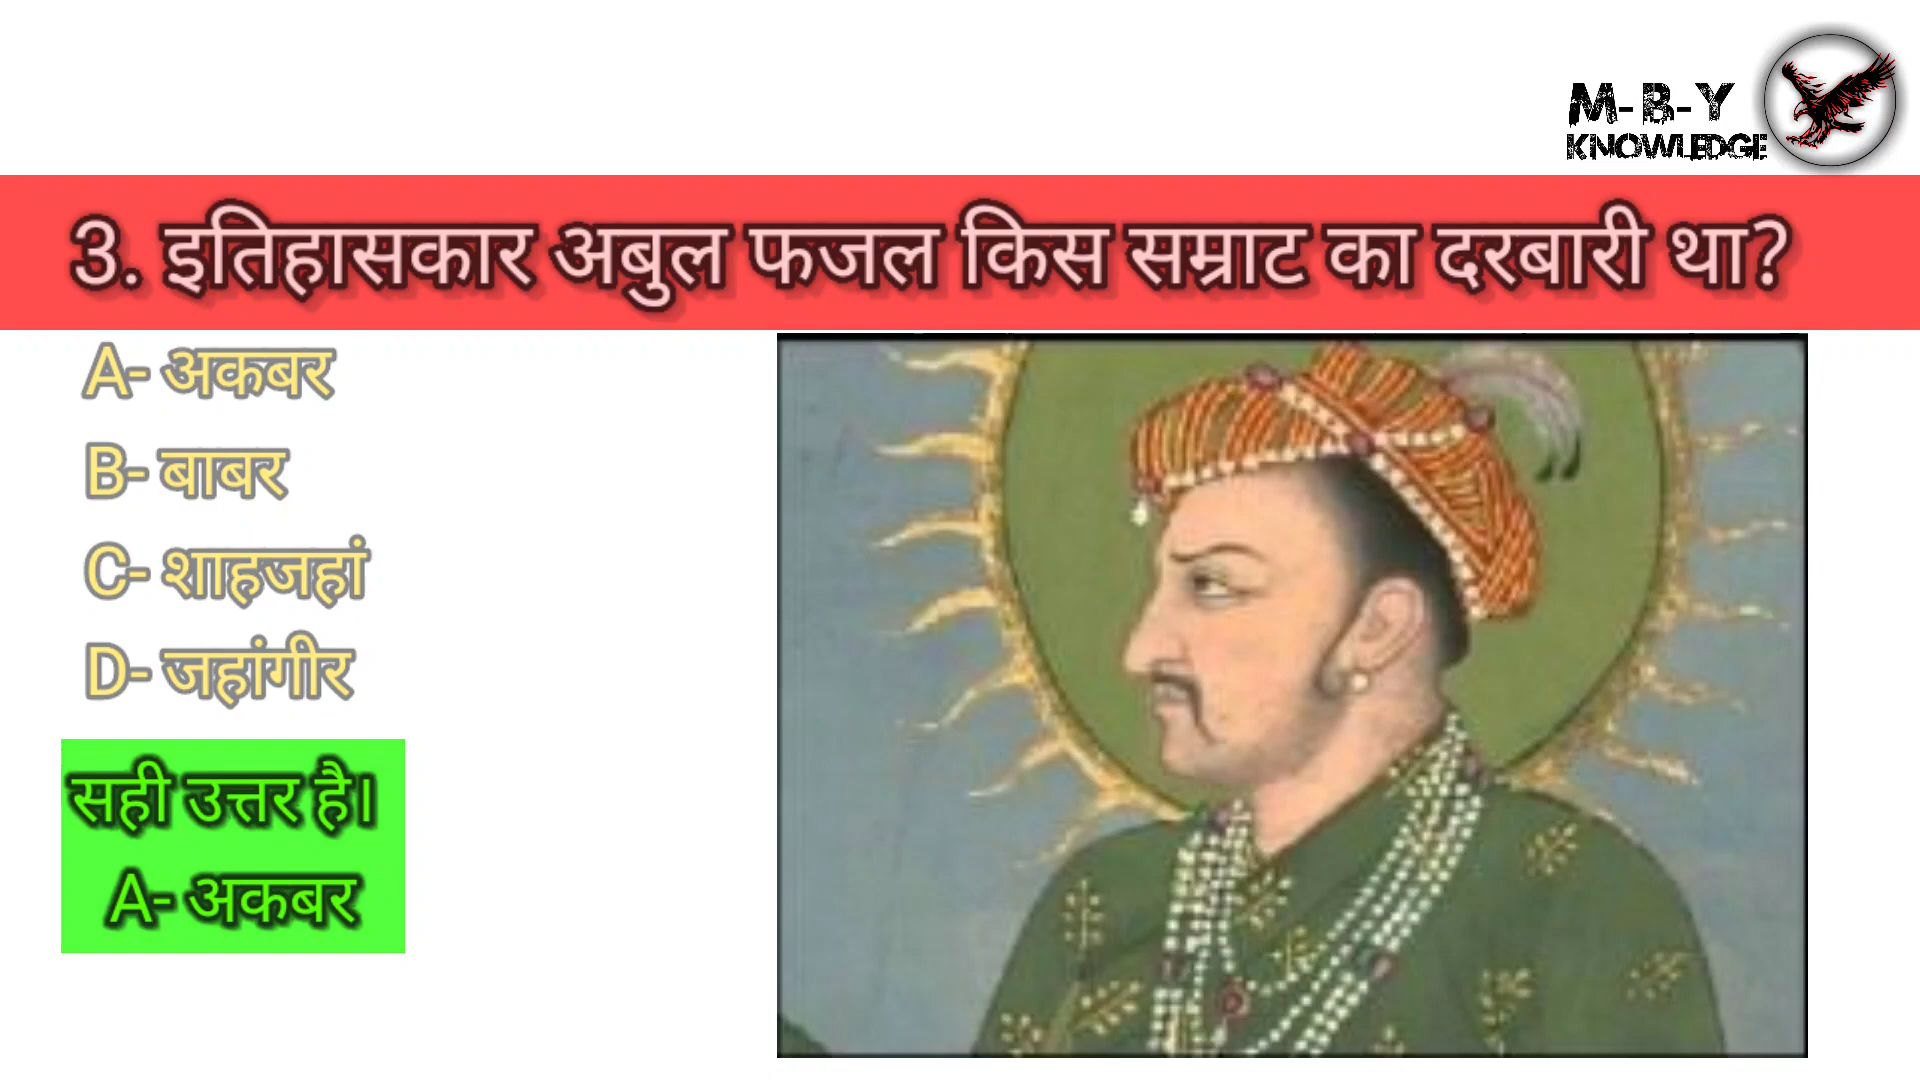 M-B-Y
KNOWLEDGE
3. इतिहासकार अबुल फजल किस सम्राट का दरबारी था?
A- अकबर
B- बाबर
C- शाहजहां
D- जहांगीर
सही उत्तर है।
A- अकबर